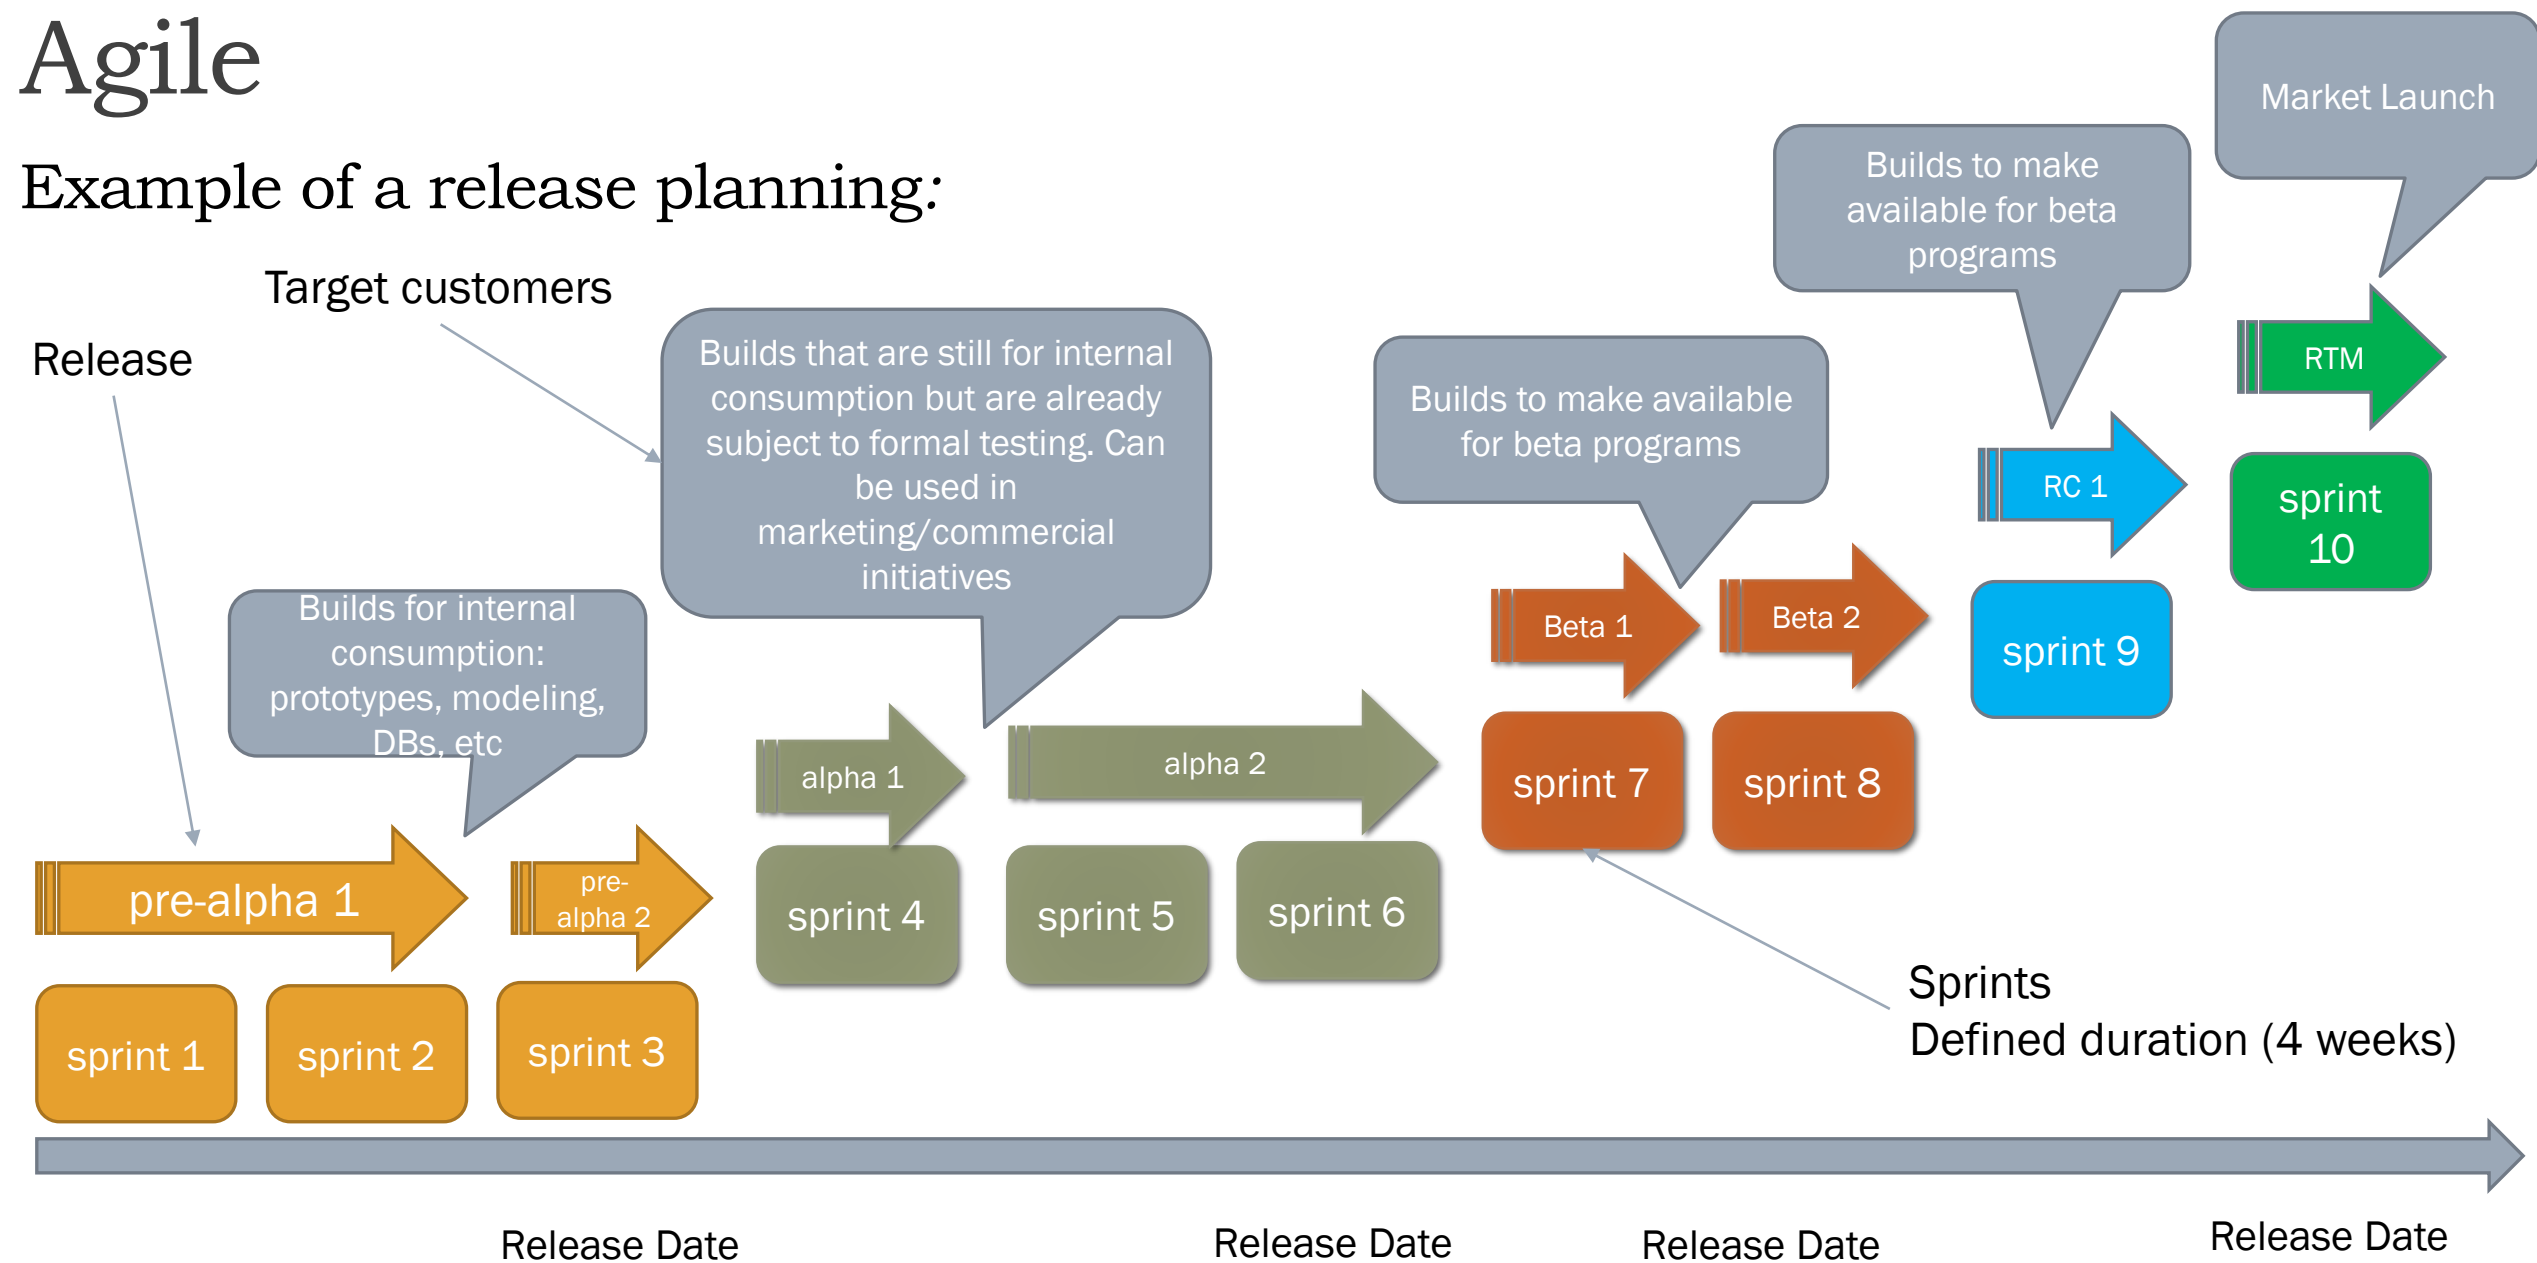 Agile
Example of a release planning:
Market Launch
Builds to make
available for beta
programs
Target customers
Release
Builds that are still for internal
consumption but are already
subject to formal testing. Can
be used in
marketing/commercial
initiatives
Builds to make available
for beta programs
RTM
RC 1
sprint
10
Builds for internal
consumption:
prototypes, modeling,
DBs, etc
Beta 1
Beta 2
sprint 9
alpha 1
alpha 2
sprint 7
sprint 8
pre-alpha 1
pre-
alpha 2
sprint 4
sprint 5
sprint 6
sprint 1
sprint 2
sprint 3
Sprints
Defined duration (4 weeks)
Release Date
Release Date
Release Date
Release Date